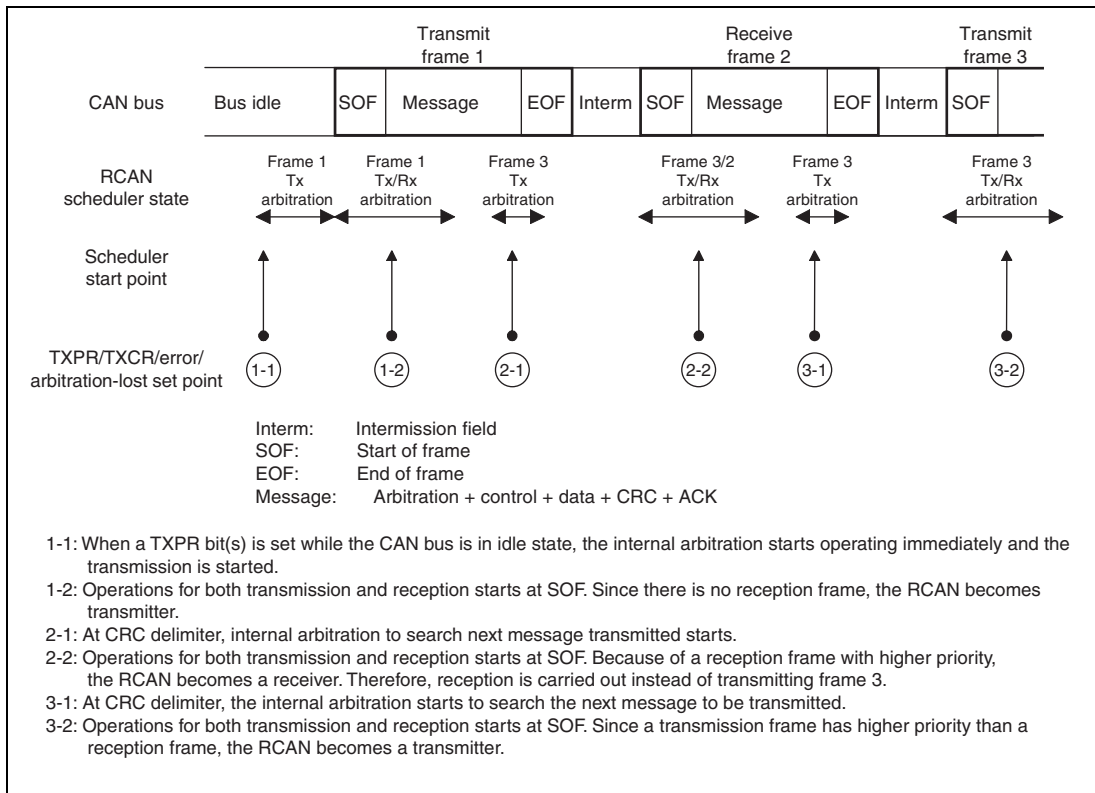 Transmit
frame 1
Receive
frame 2
Transmit
frame 3
CAN bus
Bus idle
SOF
Message
EOF
Interm
SOF
Message
EOF
Interm
SOF
RCAN
scheduler state
Frame 1
Tx
arbitration
Frame 1
Tx/Rx
arbitration
Frame 3
Tx
arbitration
Frame 3/2
Tx/Rx
arbitration
Frame 3
Tx
arbitration
Frame 3
Tx/Rx
arbitration
Scheduler
start point
TXPR/TXCR/error/
arbitration-lost set point
1-1
1-2
2-1
2-2
3-1
3-2
Interm: Intermission field
SOF: Start of frame
EOF: End of frame
Message: Arbitration + control + data + CRC + ACK
1-1: When a TXPR bit(s) is set while the CAN bus is in idle state, the internal arbitration starts operating immediately and the
transmission is started.
1-2: Operations for both transmission and reception starts at SOF. Since there is no reception frame, the RCAN becomes
transmitter.
2-1: At CRC delimiter, internal arbitration to search next message transmitted starts.
2-2: Operations for both transmission and reception starts at SOF. Because of a reception frame with higher priority,
the RCAN becomes a receiver. Therefore, reception is carried out instead of transmitting frame 3.
3-1: At CRC delimiter, the internal arbitration starts to search the next message to be transmitted.
3-2: Operations for both transmission and reception starts at SOF. Since a transmission frame has higher priority than a
reception frame, the RCAN becomes a transmitter.